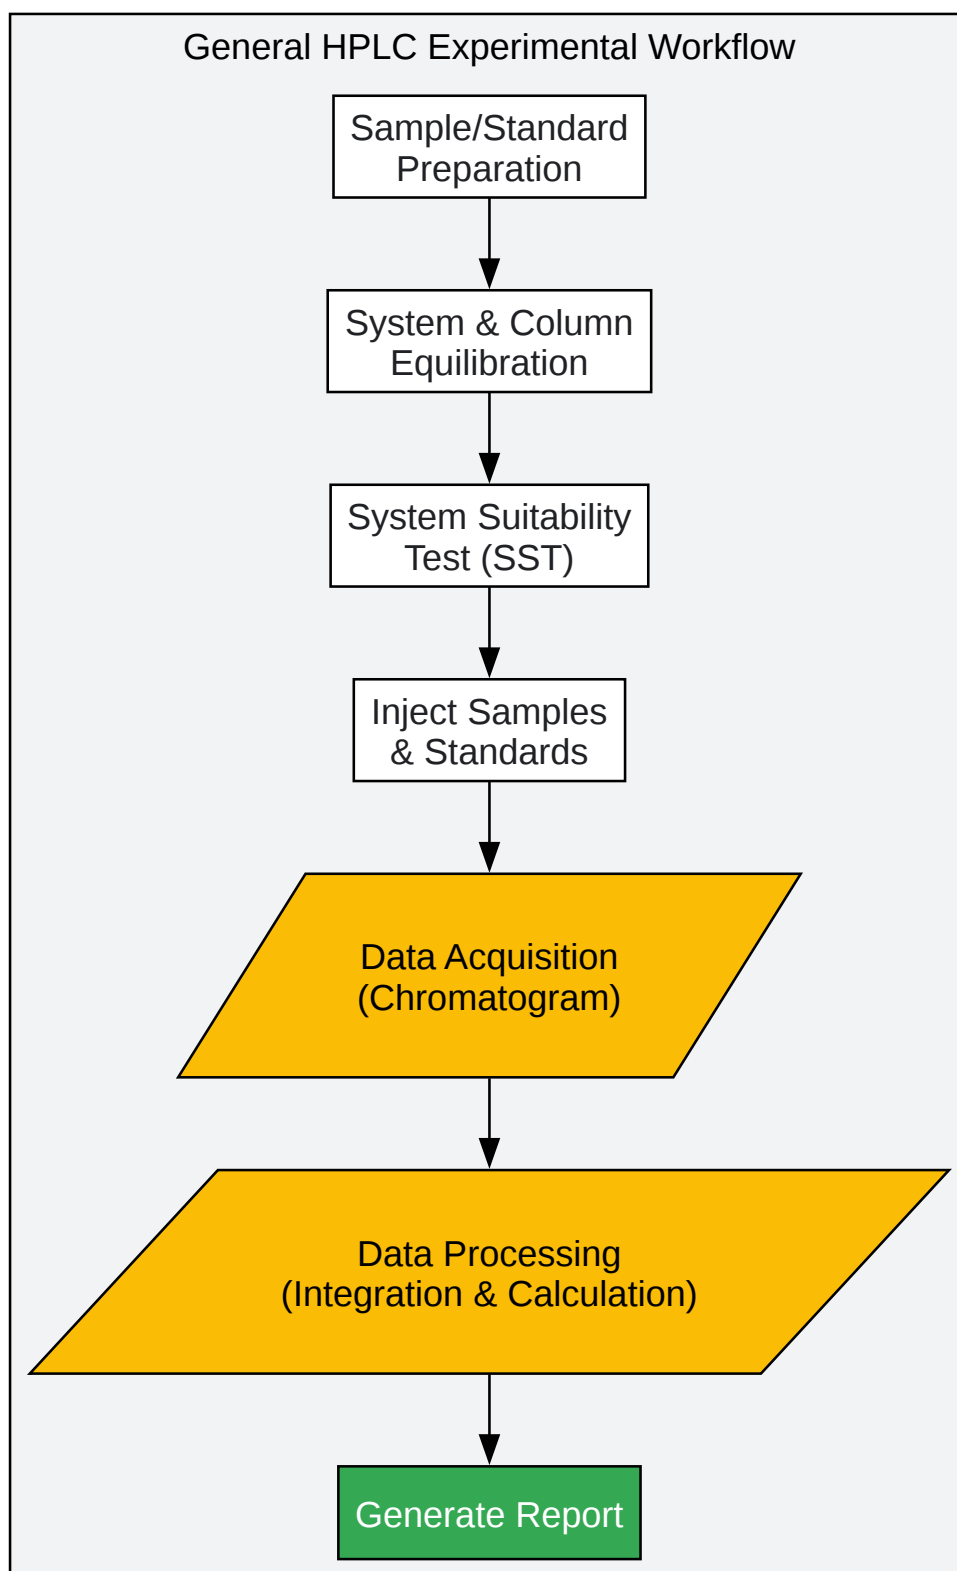 General HPLC Experimental Workflow
Sample/Standard
Preparation
System & Column
Equilibration
System Suitability
Test (SST)
Inject Samples
& Standards
Data Acquisition
(Chromatogram)
Data Processing
(Integration & Calculation)
Generate Report